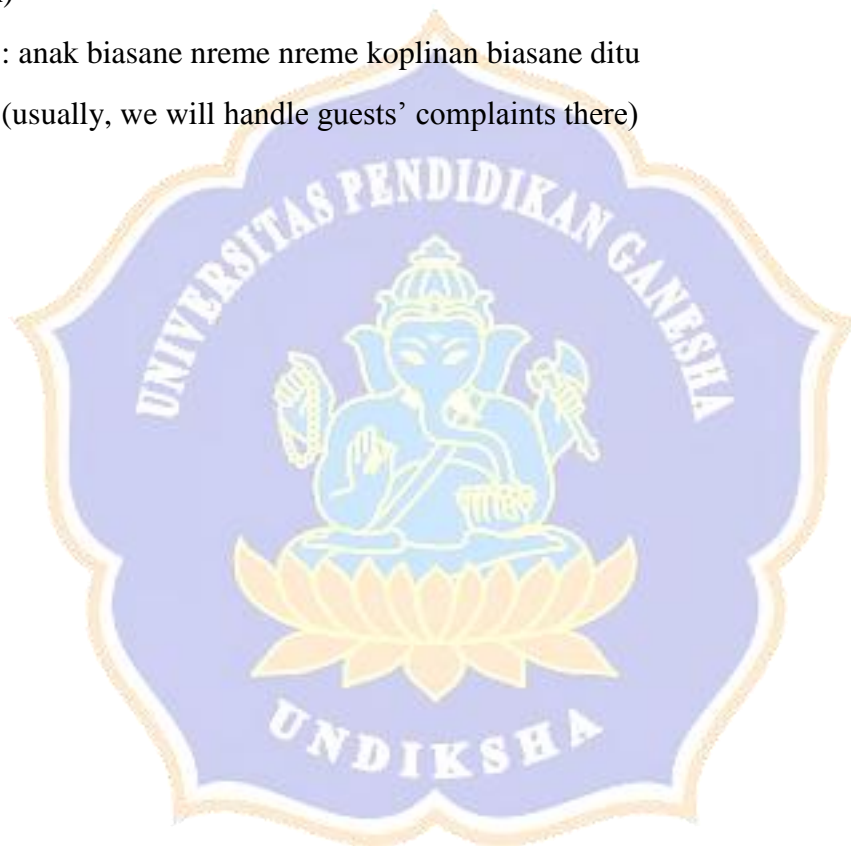 : anak biasane nreme nreme koplinan biasane ditu
(usually, we will handle guests’ complaints there)
UNIVERSITAS PENDIDIKAN GANESHA
UNDIKSHA